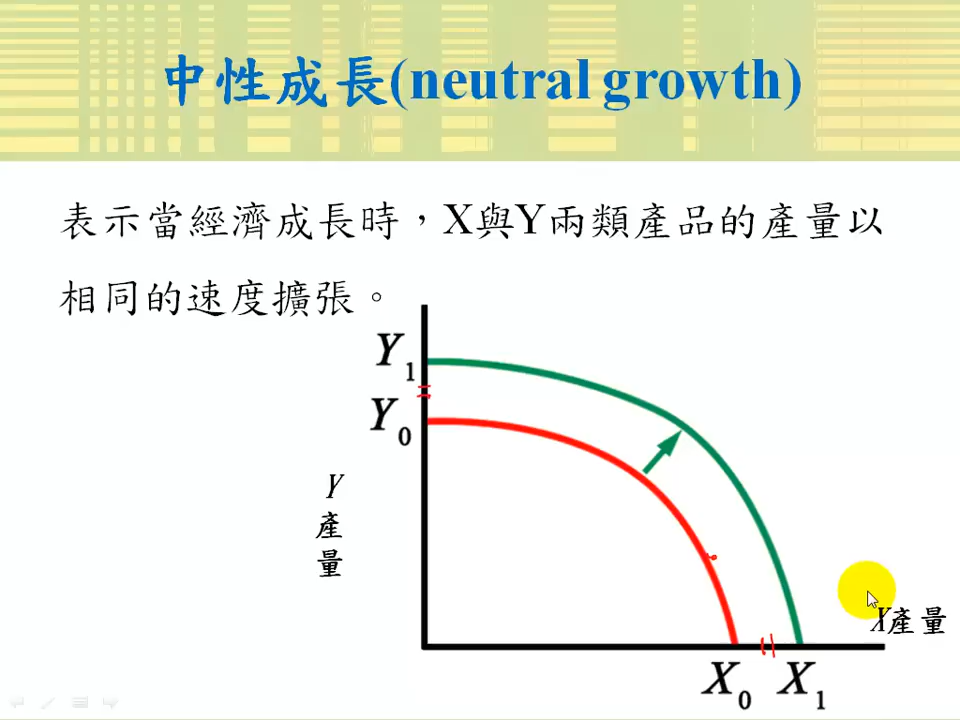 中性成長(neutral growth)
表示當經濟成長時，X與Y兩類產品的產量以
相同的速度擴張。
Y1
Y0
Y
產
量
X產量
X0 X1